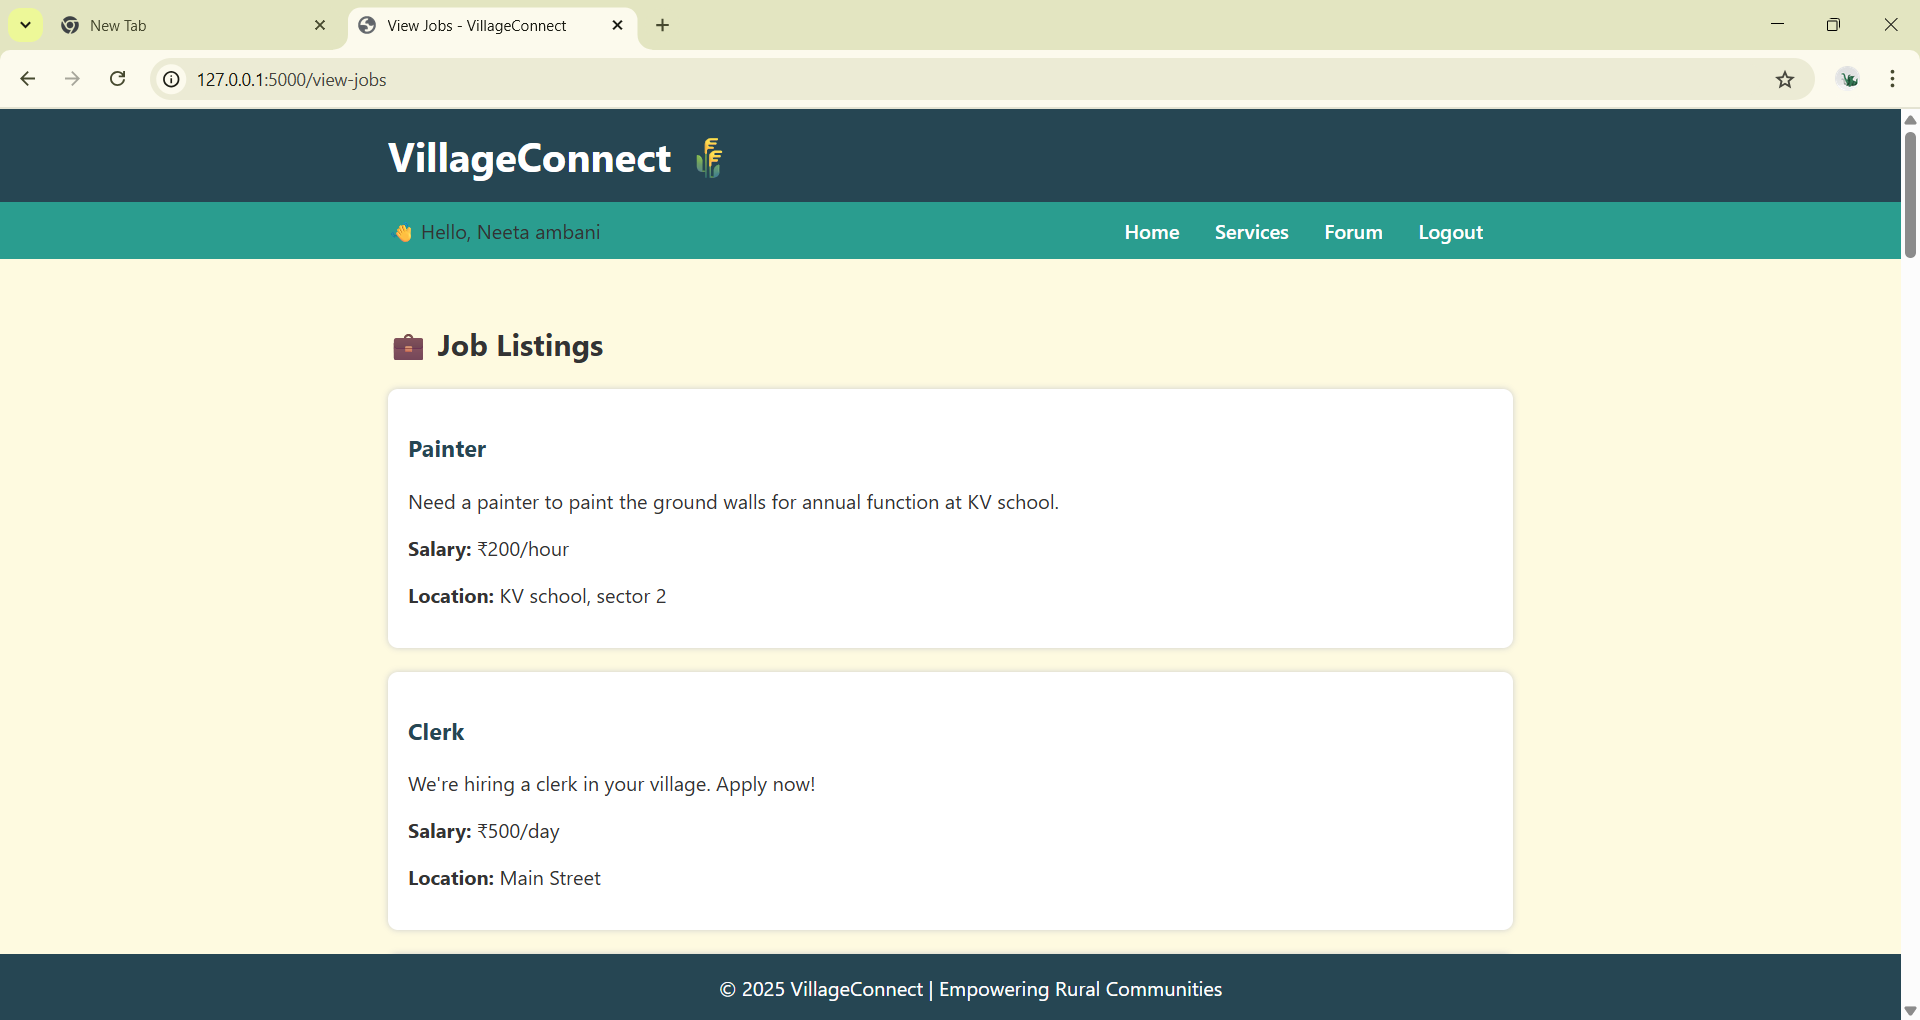 New Tab
View Jobs - VillageConnect
127.0.0.1:5000/view-jobs
VillageConnect
Hello, Neeta ambani
Home
Services
Forum
Logout
Job Listings
Painter
Need a painter to paint the ground walls for annual function at KV school.
Salary: ₹200/hour
Location: KV school, sector 2
Clerk
We're hiring a clerk in your village. Apply now!
Salary: ₹500/day
Location: Main Street
© 2025 VillageConnect | Empowering Rural Communities